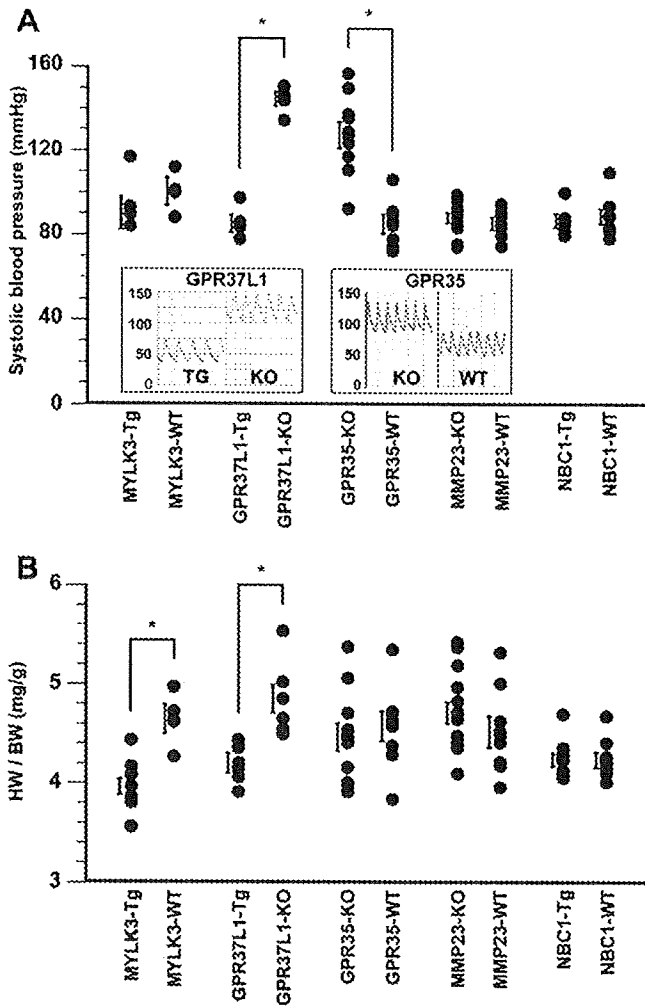 A
*
*
160
120
80
40
0
Systolic blood pressure (mmHg)
GPR37L1
150
100
50
0
TG
KO
GPR35
150
100
50
0
KO
WT
MYLK3-Tg
MYLK3-WT
GPR37L1-Tg
GPR37L1-KO
GPR35-KO
GPR35-WT
MMP23-KO
MMP23-WT
NBC1-Tg
NBC1-WT
B
*
*
6
5
4
3
HW / BW (mg/g)
MYLK3-Tg
MYLK3-WT
GPR37L1-Tg
GPR37L1-KO
GPR35-KO
GPR35-WT
MMP23-KO
MMP23-WT
NBC1-Tg
NBC1-WT